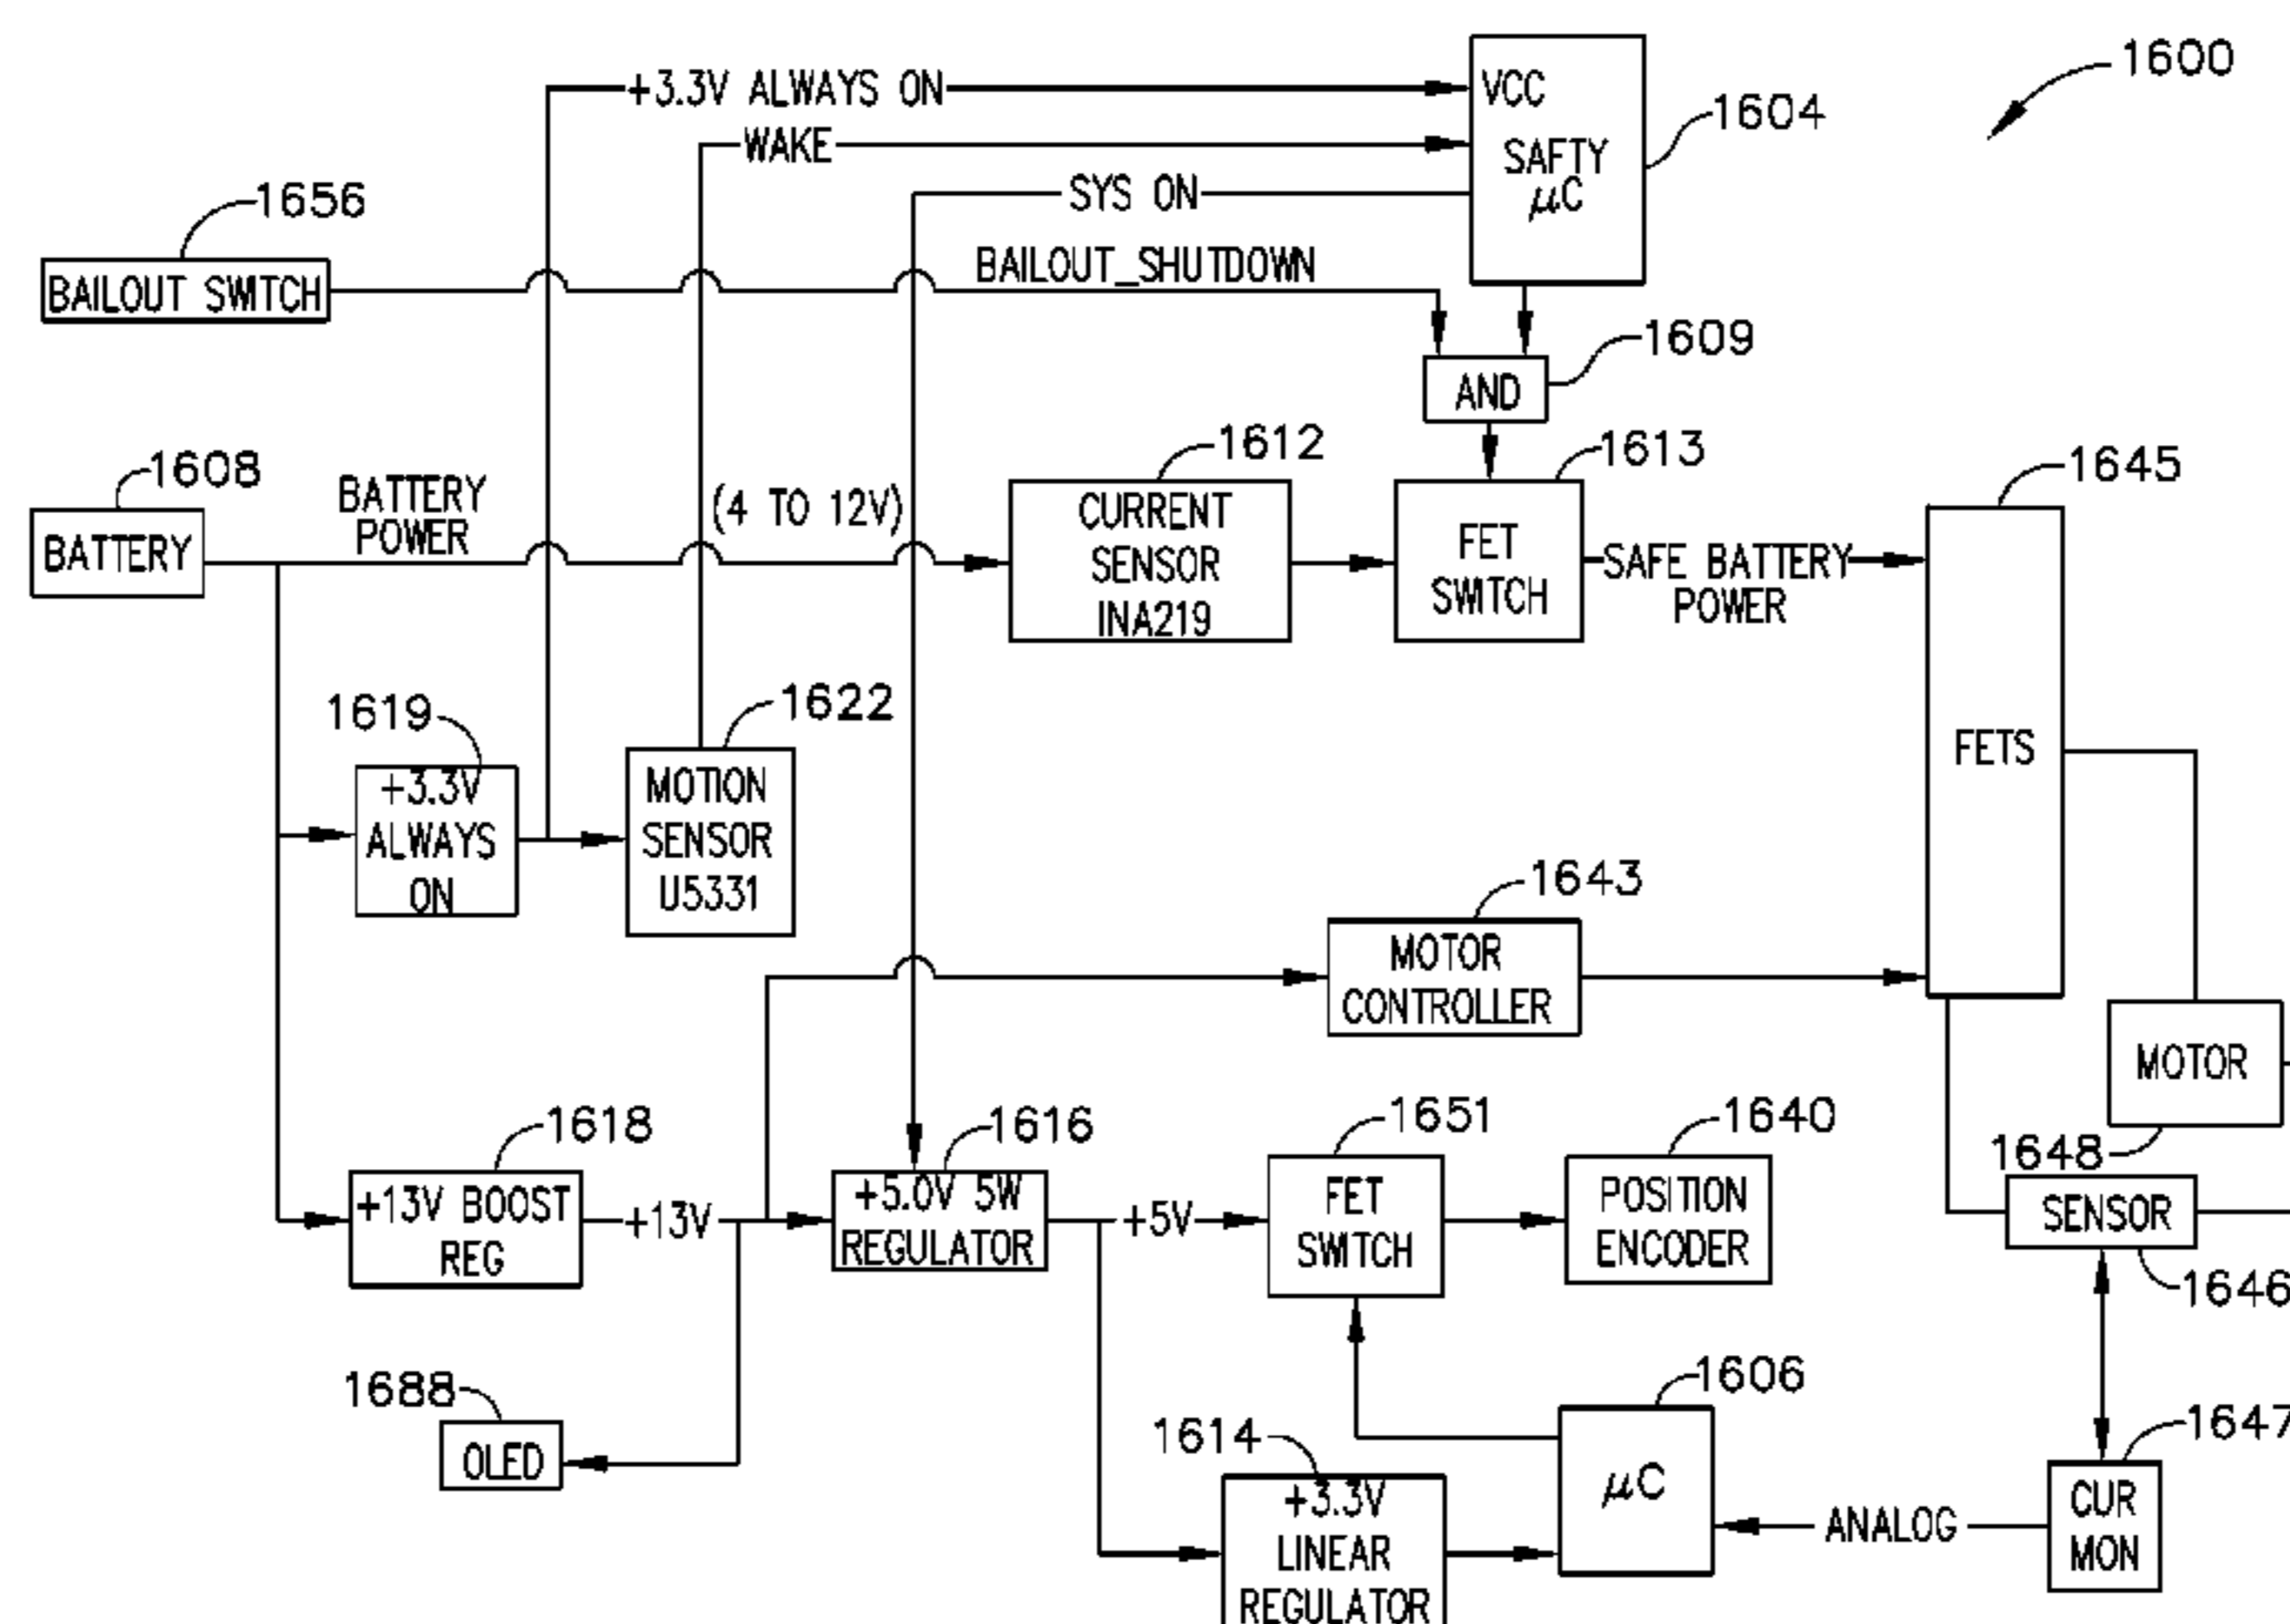 1600
+3.3V ALWAYS ON
VCC
1604
WAKE
SAFTY
μC
SYS ON
1656
BAILOUT SWITCH
BAILOUT_SHUTDOWN
1609
AND
1608
BATTERY
BATTERY
POWER
(4 TO 12V)
1612
CURRENT
SENSOR
INA219
1613
FET
SWITCH
SAFE BATTERY
POWER
1645
FETS
1619
+3.3V
ALWAYS
ON
1622
MOTION
SENSOR
U5331
1643
MOTOR
CONTROLLER
MOTOR
1648
1618
+13V BOOST
REG
+13V
1616
+5.0V 5W
REGULATOR
+5V
1651
FET
SWITCH
1640
POSITION
ENCODER
SENSOR
1646
1688
OLED
1614
+3.3V
LINEAR
REGULATOR
1606
μC
ANALOG
1647
CUR
MON